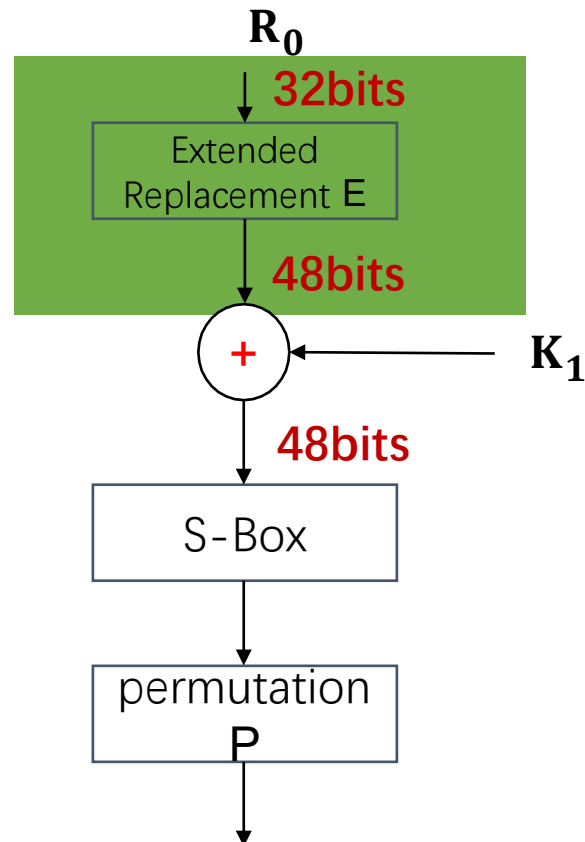 R₀
32bits
Extended
Replacement E
48bits
+
K₁
48bits
S-Box
permutation
P